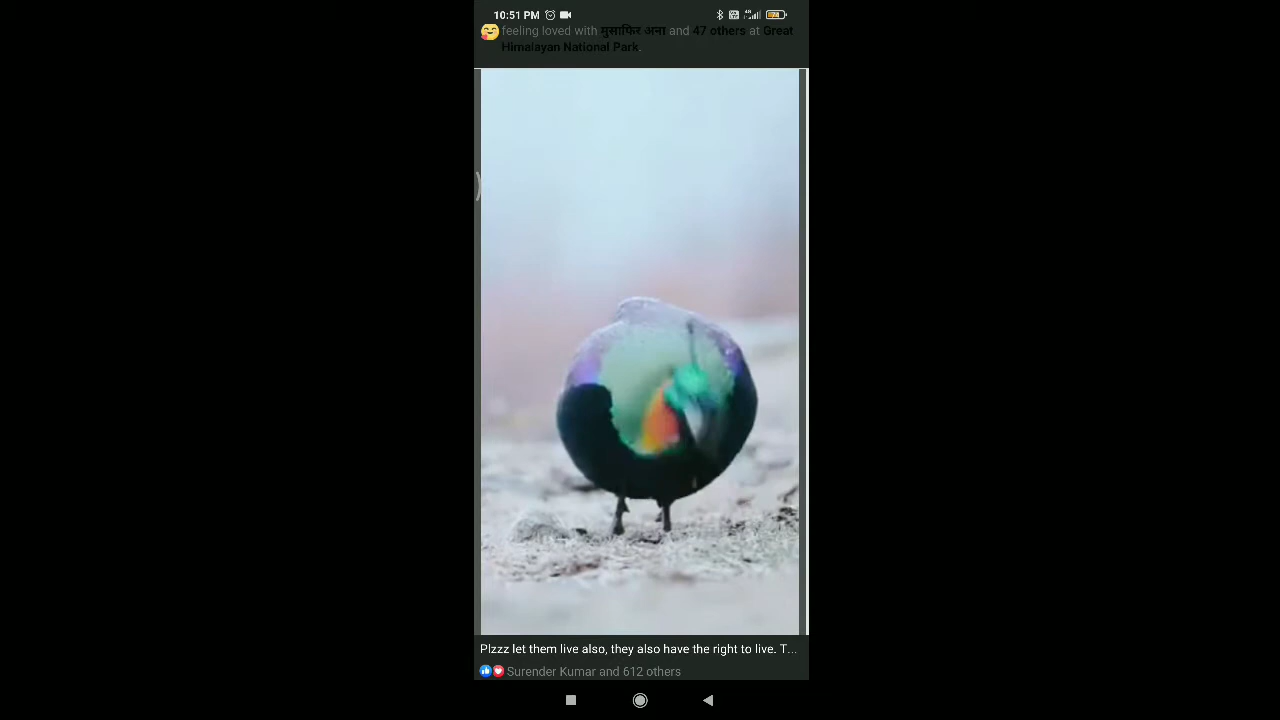 10:51 PM
feeling loved with मुसाफिर अना and 47 others at Great
Himalayan National Park.
Plzzz let them live also, they also have the right to live. T...
Surender Kumar and 612 others